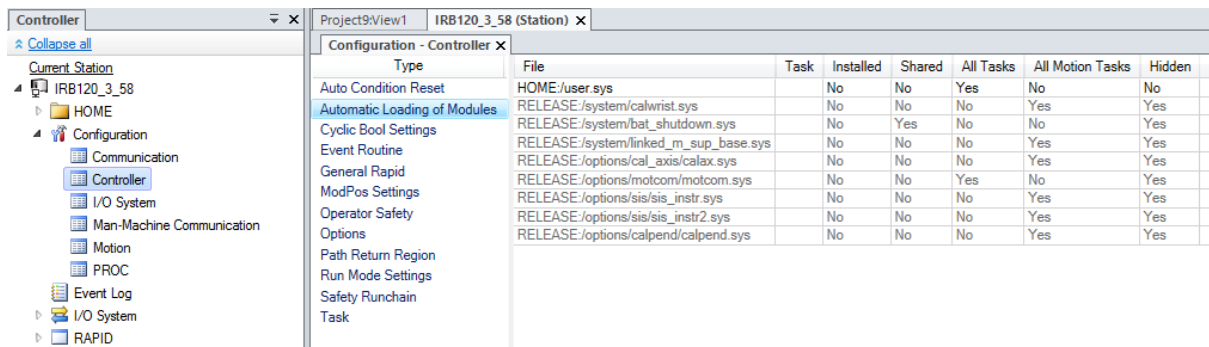 Controller
Collapse all
Current Station
IRB120_3_58
HOME
Configuration
Communication
Controller
I/O System
Man-Machine Communication
Motion
PROC
Event Log
I/O System
RAPID
Project9:View1 IRB120_3_58 (Station) X
Configuration - Controller X
Type
Auto Condition Reset
Automatic Loading of Modules
Cyclic Bool Settings
Event Routine
General Rapid
ModPos Settings
Operator Safety
Options
Path Return Region
Run Mode Settings
Safety Runchain
Task
File Task Installed Shared All Tasks All Motion Tasks Hidden
HOME:/user.sys No No Yes No No
RELEASE:/system/calwrist.sys No No No Yes Yes
RELEASE:/system/bat_shutdown.sys No Yes No No Yes
RELEASE:/system/linked_m_sup_base.sys No No No Yes Yes
RELEASE:/options/cal_axis/calax.sys No No No Yes Yes
RELEASE:/options/motcom/motcom.sys No No Yes No Yes
RELEASE:/options/sis/sis_instr.sys No No No Yes Yes
RELEASE:/options/sis/sis_instr2.sys No No No Yes Yes
RELEASE:/options/calpend/calpend.sys No No No Yes Yes